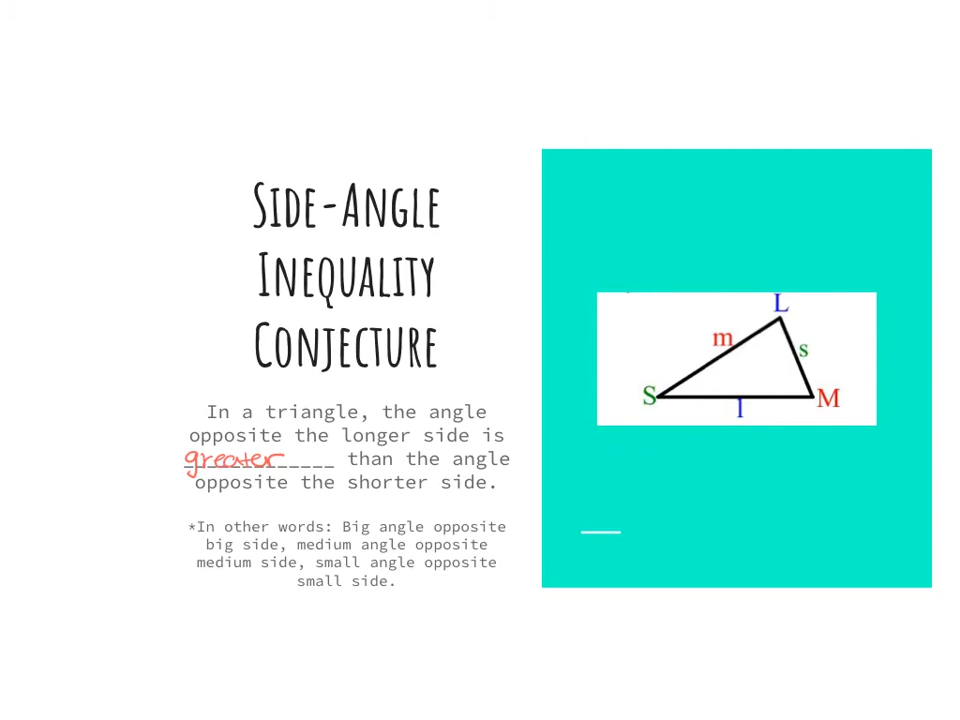 SIDE-ANGLE
INEQUALITY
CONJECTURE
In a triangle, the angle
opposite the longer side is
greater____________ than the angle
opposite the shorter side.
*In other words: Big angle opposite
big side, medium angle opposite
medium side, small angle opposite
small side.
L
m
s
S
M
l